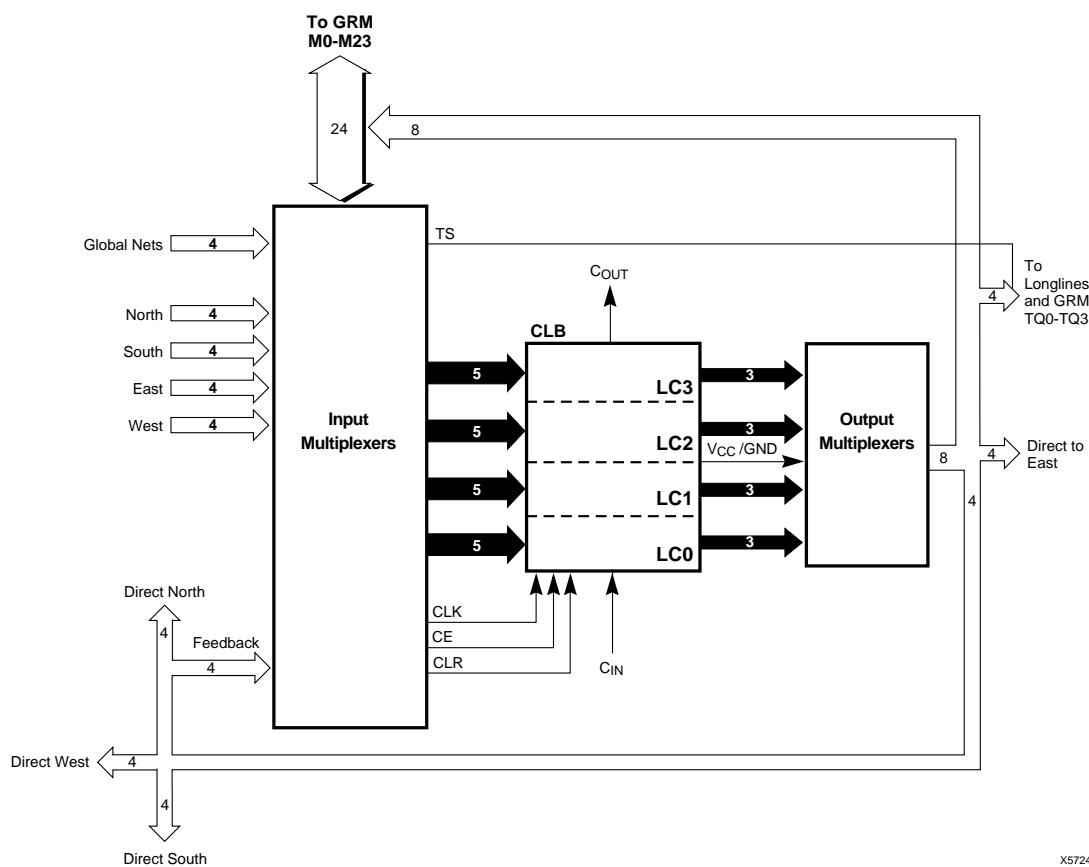 To GRM
M0-M23
24
8
Global Nets
4
TS
North
4
South
4
East
4
West
4
COUT
To
Longlines
and GRM
TQ0-TQ3
4
CLB
Input
Multiplexers
5
5
5
5
LC3
LC2
LC1
LC0
3
3
VCC /GND
3
3
Output
Multiplexers
8
4
Direct to
East
4
CLK
CE
CLR
CIN
Direct North
4
Feedback
4
Direct West
4
4
Direct South
X5724